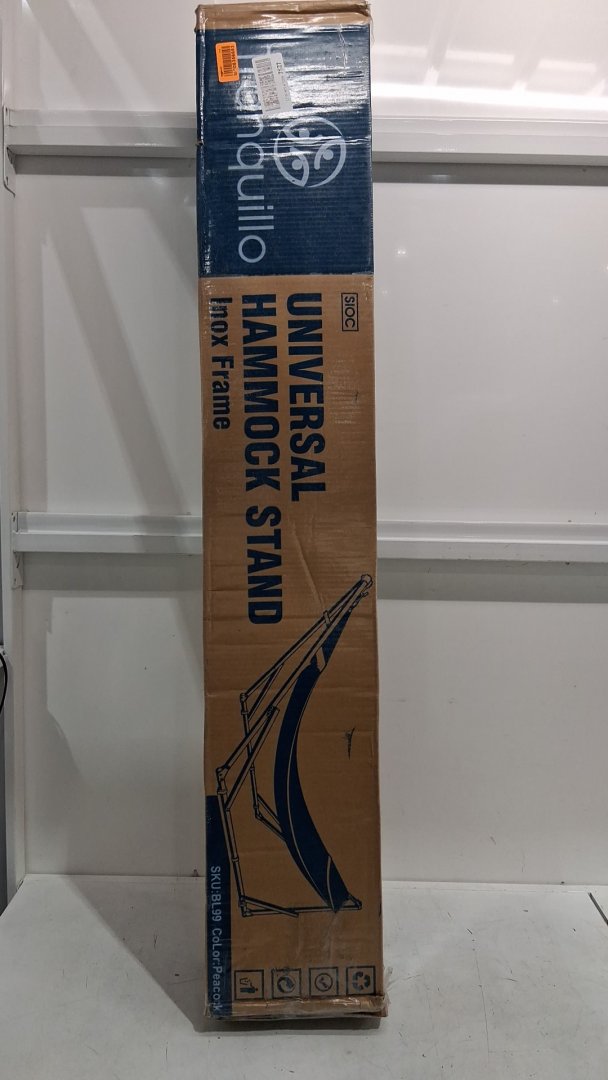 tranquillo
SIOC
UNIVERSAL
HAMMOCK STAND
Inox Frame
SKU:BL99 CoLor:Peacock